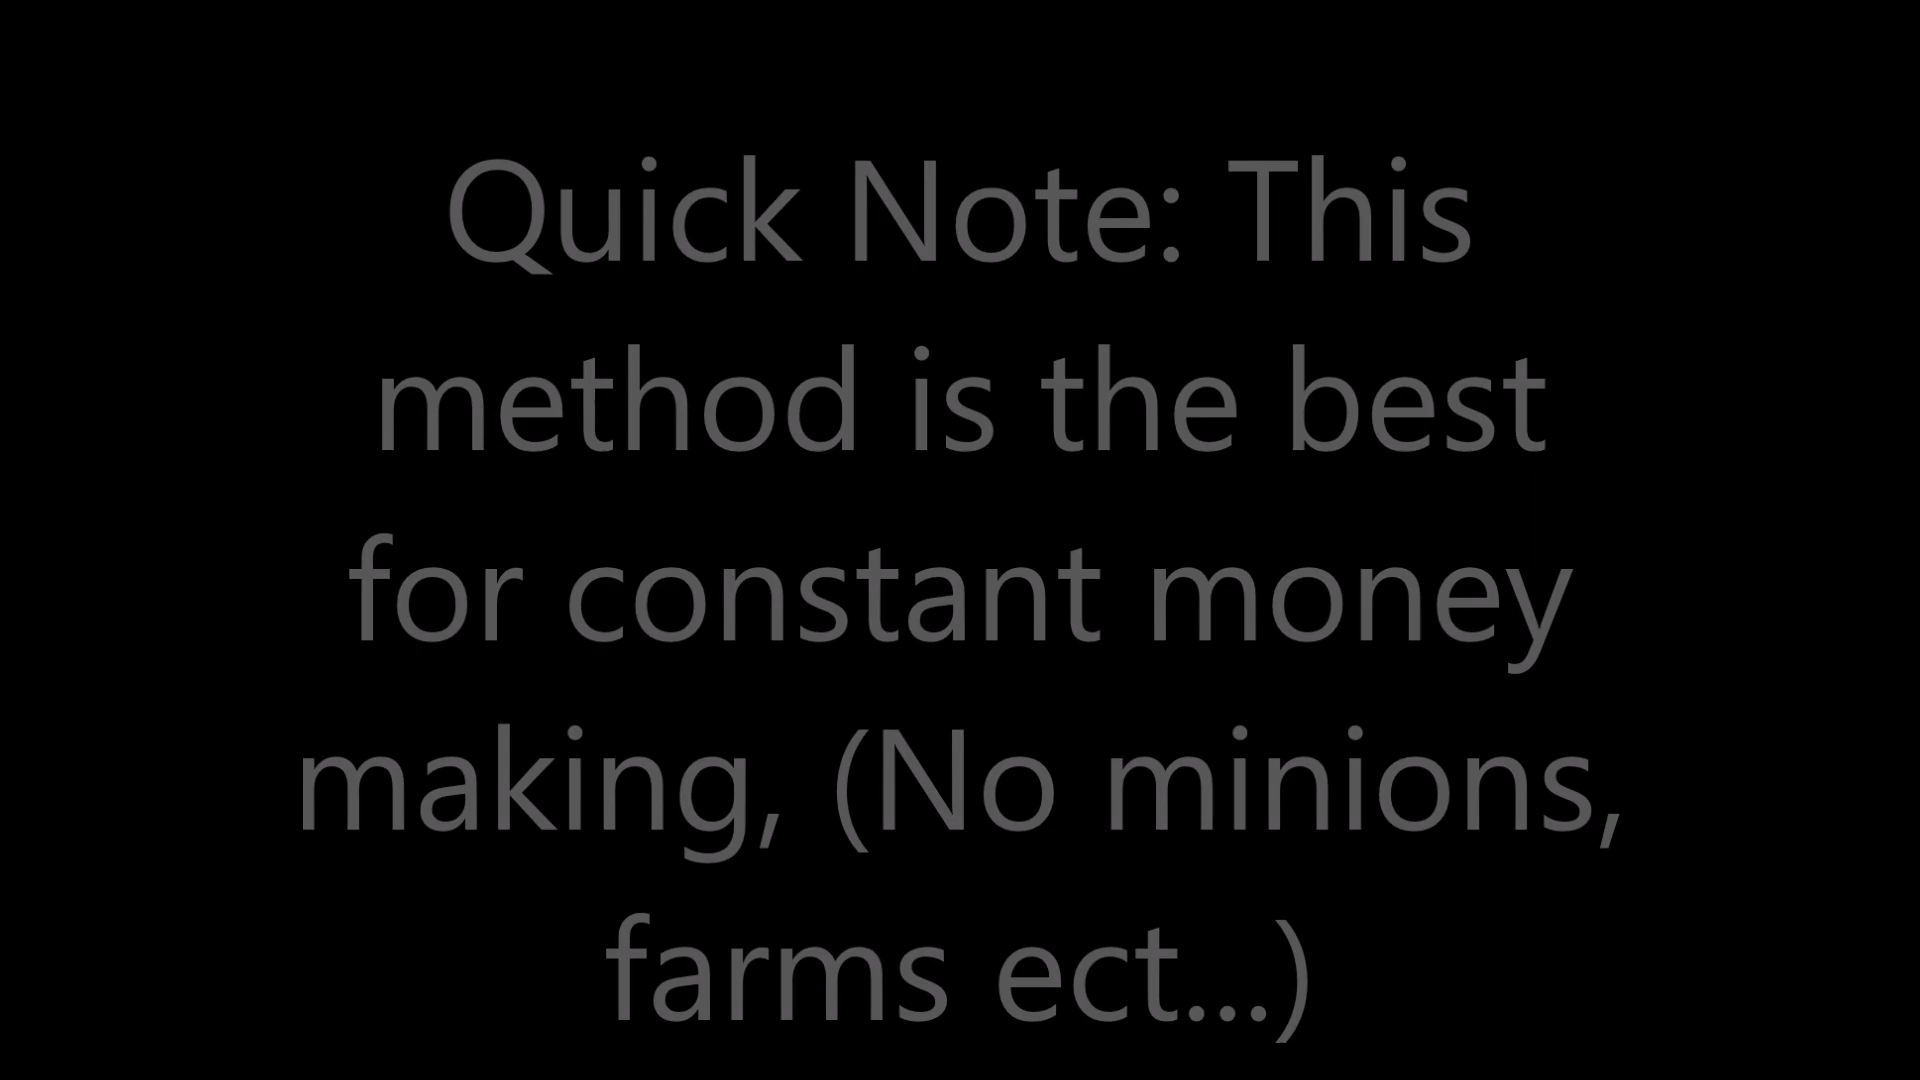 Quick Note: This
method is the best
for constant money
making, (No minions,
farms ect...)